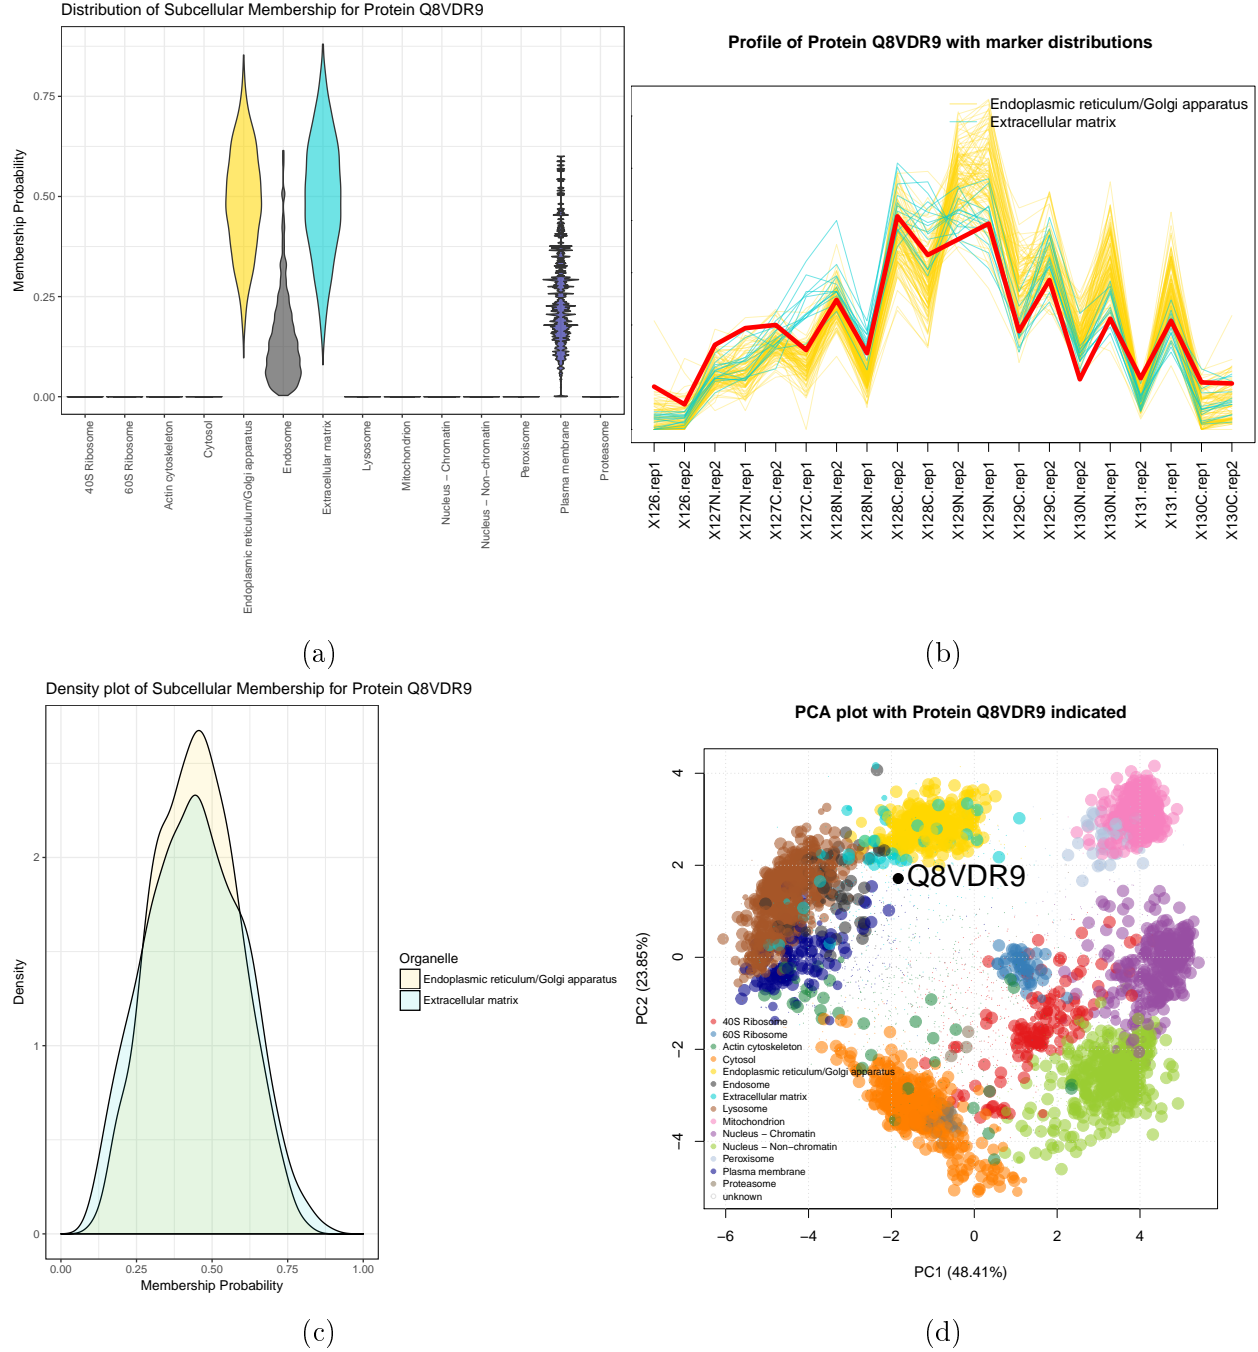 Distribution of Subcellular Membership for Protein Q8VDR9
Membership Probability
0.75
0.50
0.25
0.00
40S Ribosome
60S Ribosome
Actin cytoskeleton
Cytosol
Endoplasmic reticulum/Golgi apparatus
Endosome
Extracellular matrix
Lysosome
Mitochondrion
Nucleus − Chromatin
Nucleus − Non−chromatin
Peroxisome
Plasma membrane
Proteasome
(a)
Profile of Protein Q8VDR9 with marker distributions
Endoplasmic reticulum/Golgi apparatus
Extracellular matrix
X126.rep1
X126.rep2
X127N.rep2
X127N.rep1
X127C.rep2
X127C.rep1
X128N.rep2
X128N.rep1
X128C.rep2
X128C.rep1
X129N.rep2
X129N.rep1
X129C.rep1
X129C.rep2
X130N.rep2
X130N.rep1
X131.rep2
X131.rep1
X130C.rep1
X130C.rep2
(b)
Density plot of Subcellular Membership for Protein Q8VDR9
Density
2
1
0
0.00
0.25
0.50
0.75
1.00
Membership Probability
Organelle
Endoplasmic reticulum/Golgi apparatus
Extracellular matrix
(c)
PCA plot with Protein Q8VDR9 indicated
PC2 (23.85%)
4
2
0
−2
−4
Q8VDR9
40S Ribosome
60S Ribosome
Actin cytoskeleton
Cytosol
Endoplasmic reticulum/Golgi apparatus
Endosome
Extracellular matrix
Lysosome
Mitochondrion
Nucleus − Chromatin
Nucleus − Non−chromatin
Peroxisome
Plasma membrane
Proteasome
unknown
−6
−4
−2
0
2
4
PC1 (48.41%)
(d)